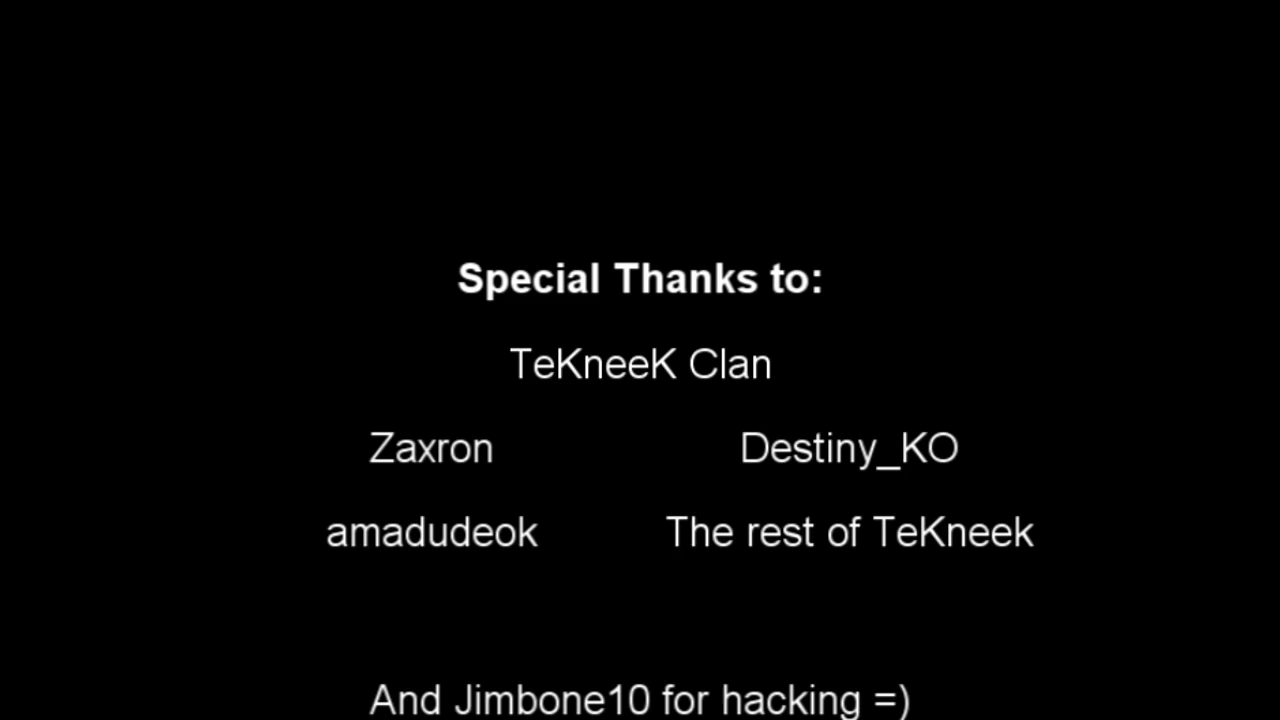 Special Thanks to:
TeKneeK Clan
Zaxron Destiny_KO
amadudeok The rest of TeKneek
And Jimbone10 for hacking =)